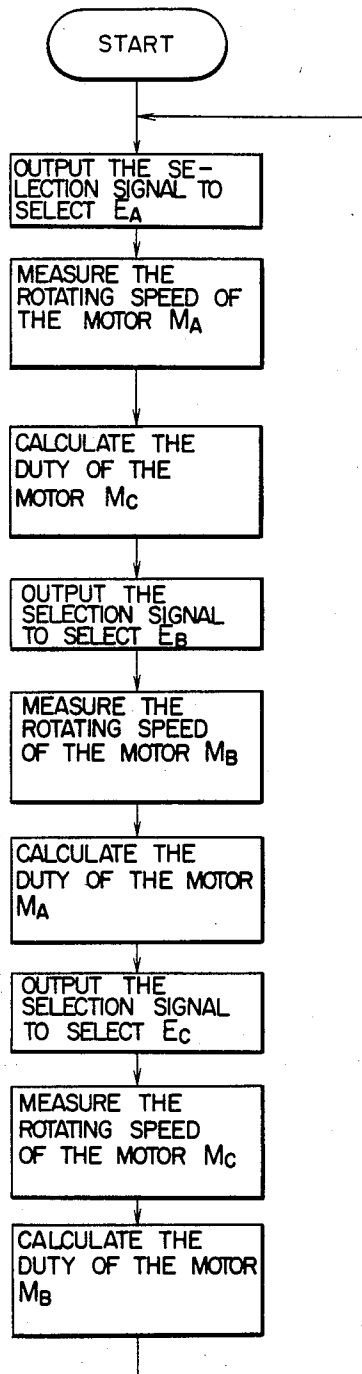 START
OUTPUT THE SE-
LECTION SIGNAL TO
SELECT EA
MEASURE THE
ROTATING SPEED OF
THE MOTOR MA
CALCULATE THE
DUTY OF THE
MOTOR MC
OUTPUT THE
SELECTION SIGNAL
TO SELECT EB
MEASURE THE
ROTATING SPEED
OF THE MOTOR MB
CALCULATE THE
DUTY OF THE MOTOR
MA
OUTPUT THE
SELECTION SIGNAL
TO SELECT EC
MEASURE THE
ROTATING SPEED
OF THE MOTOR MC
CALCULATE THE
DUTY OF THE MOTOR
MB